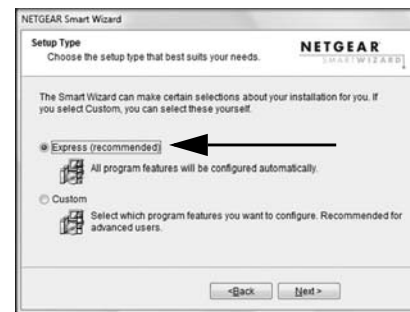 NETGEAR Smart Wizard
Setup Type
Choose the setup type that best suits your needs.
NETGEAR
SMARTWIZARD
The Smart Wizard can make certain selections about your installation for you. If
you select Custom, you can select these yourself.
Express (recommended)
All program features will be configured automatically.
Custom
Select which program features you want to configure. Recommended for
advanced users.
<Back
Next >